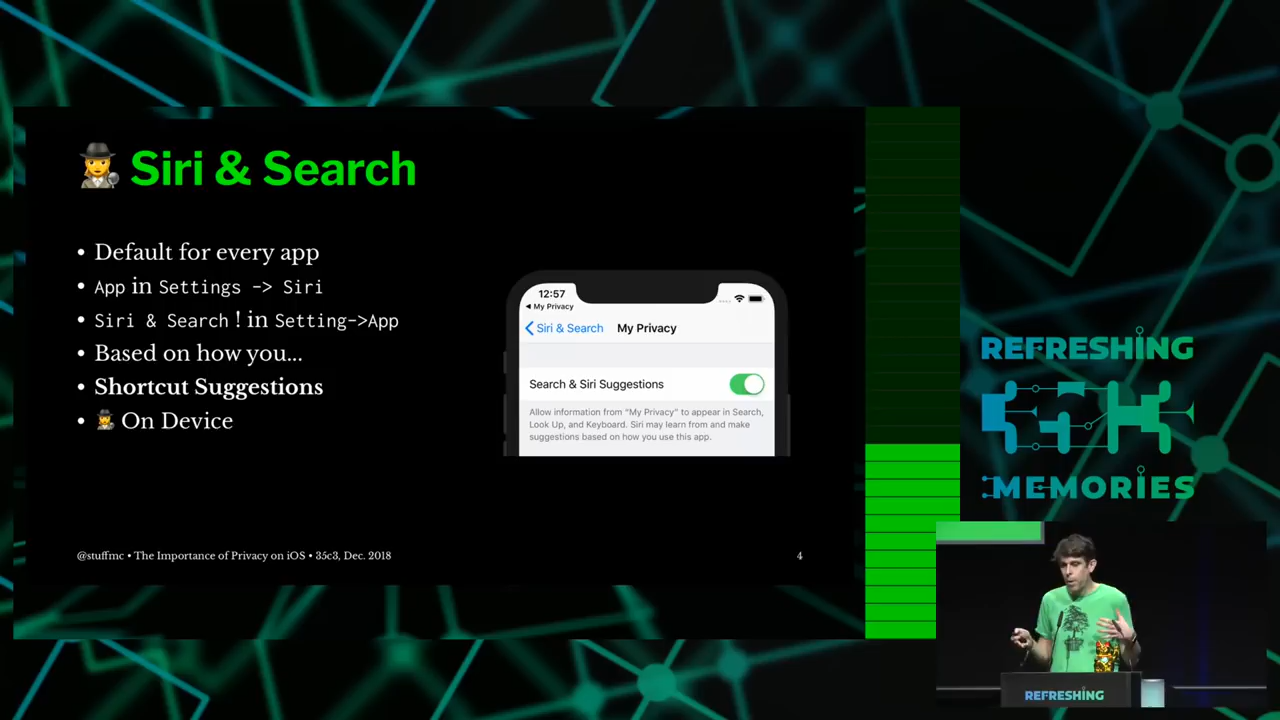 Siri & Search
• Default for every app
• App in Settings -> Siri
• Siri & Search ! in Setting->App
• Based on how you...
• Shortcut Suggestions
• On Device
12:57
◀ My Privacy
Siri & Search
My Privacy
Search & Siri Suggestions
Allow information from “My Privacy” to appear in Search,
Look Up, and Keyboard. Siri may learn from and make
suggestions based on how you use this app.
@stuffmc • The Importance of Privacy on iOS • 35c3, Dec. 2018
4
REFRESHING
35C3
MEMORIES
REFRESHING